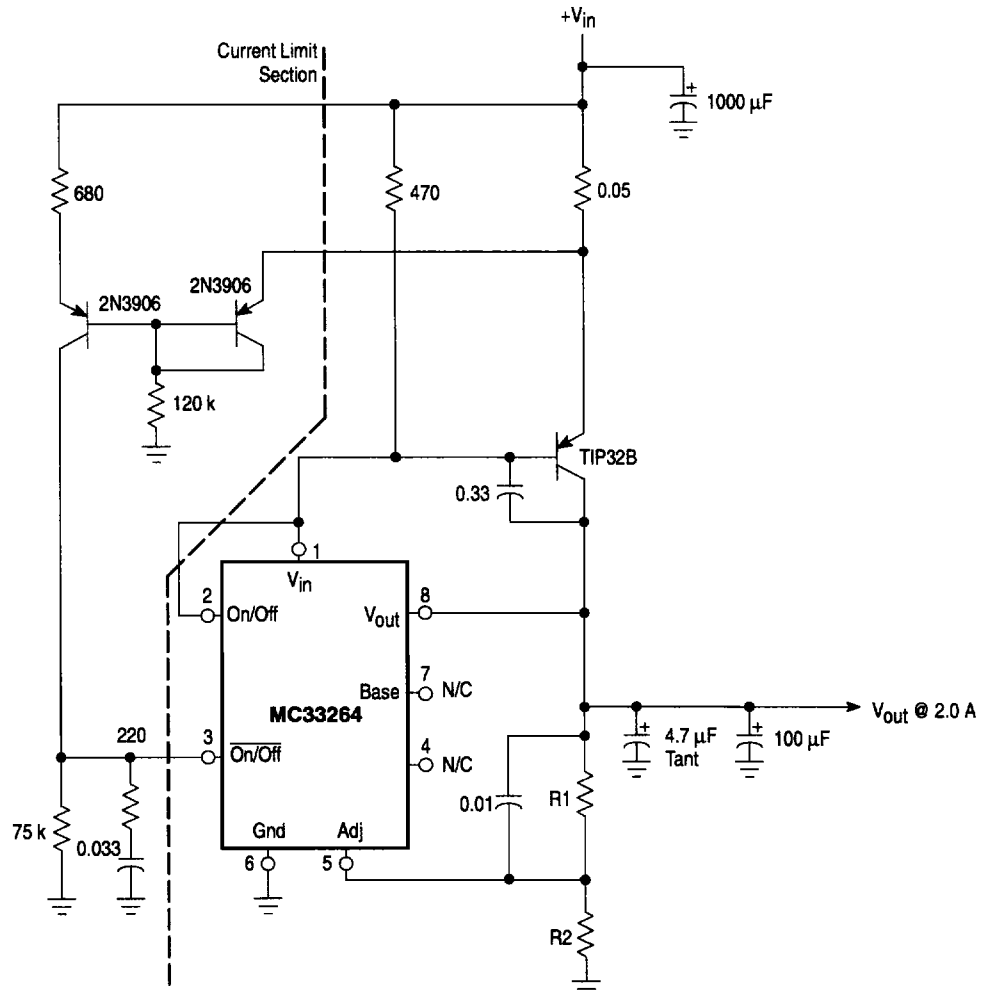 +Vin
Current Limit
Section
1000 µF
680
470
0.05
2N3906
2N3906
120 k
TIP32B
0.33
1
Vin
2
On/Off
8
Vout
7
Base
N/C
MC33264
Vout @ 2.0 A
220
3
On/Off
4
N/C
4.7 µF
Tant
100 µF
0.01
R1
75 k
0.033
Gnd
Adj
6
5
R2